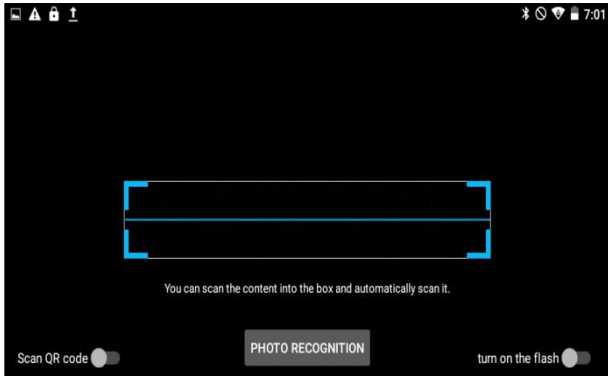 7:01
You can scan the content into the box and automatically scan it.
PHOTO RECOGNITION
Scan QR code
turn on the flash